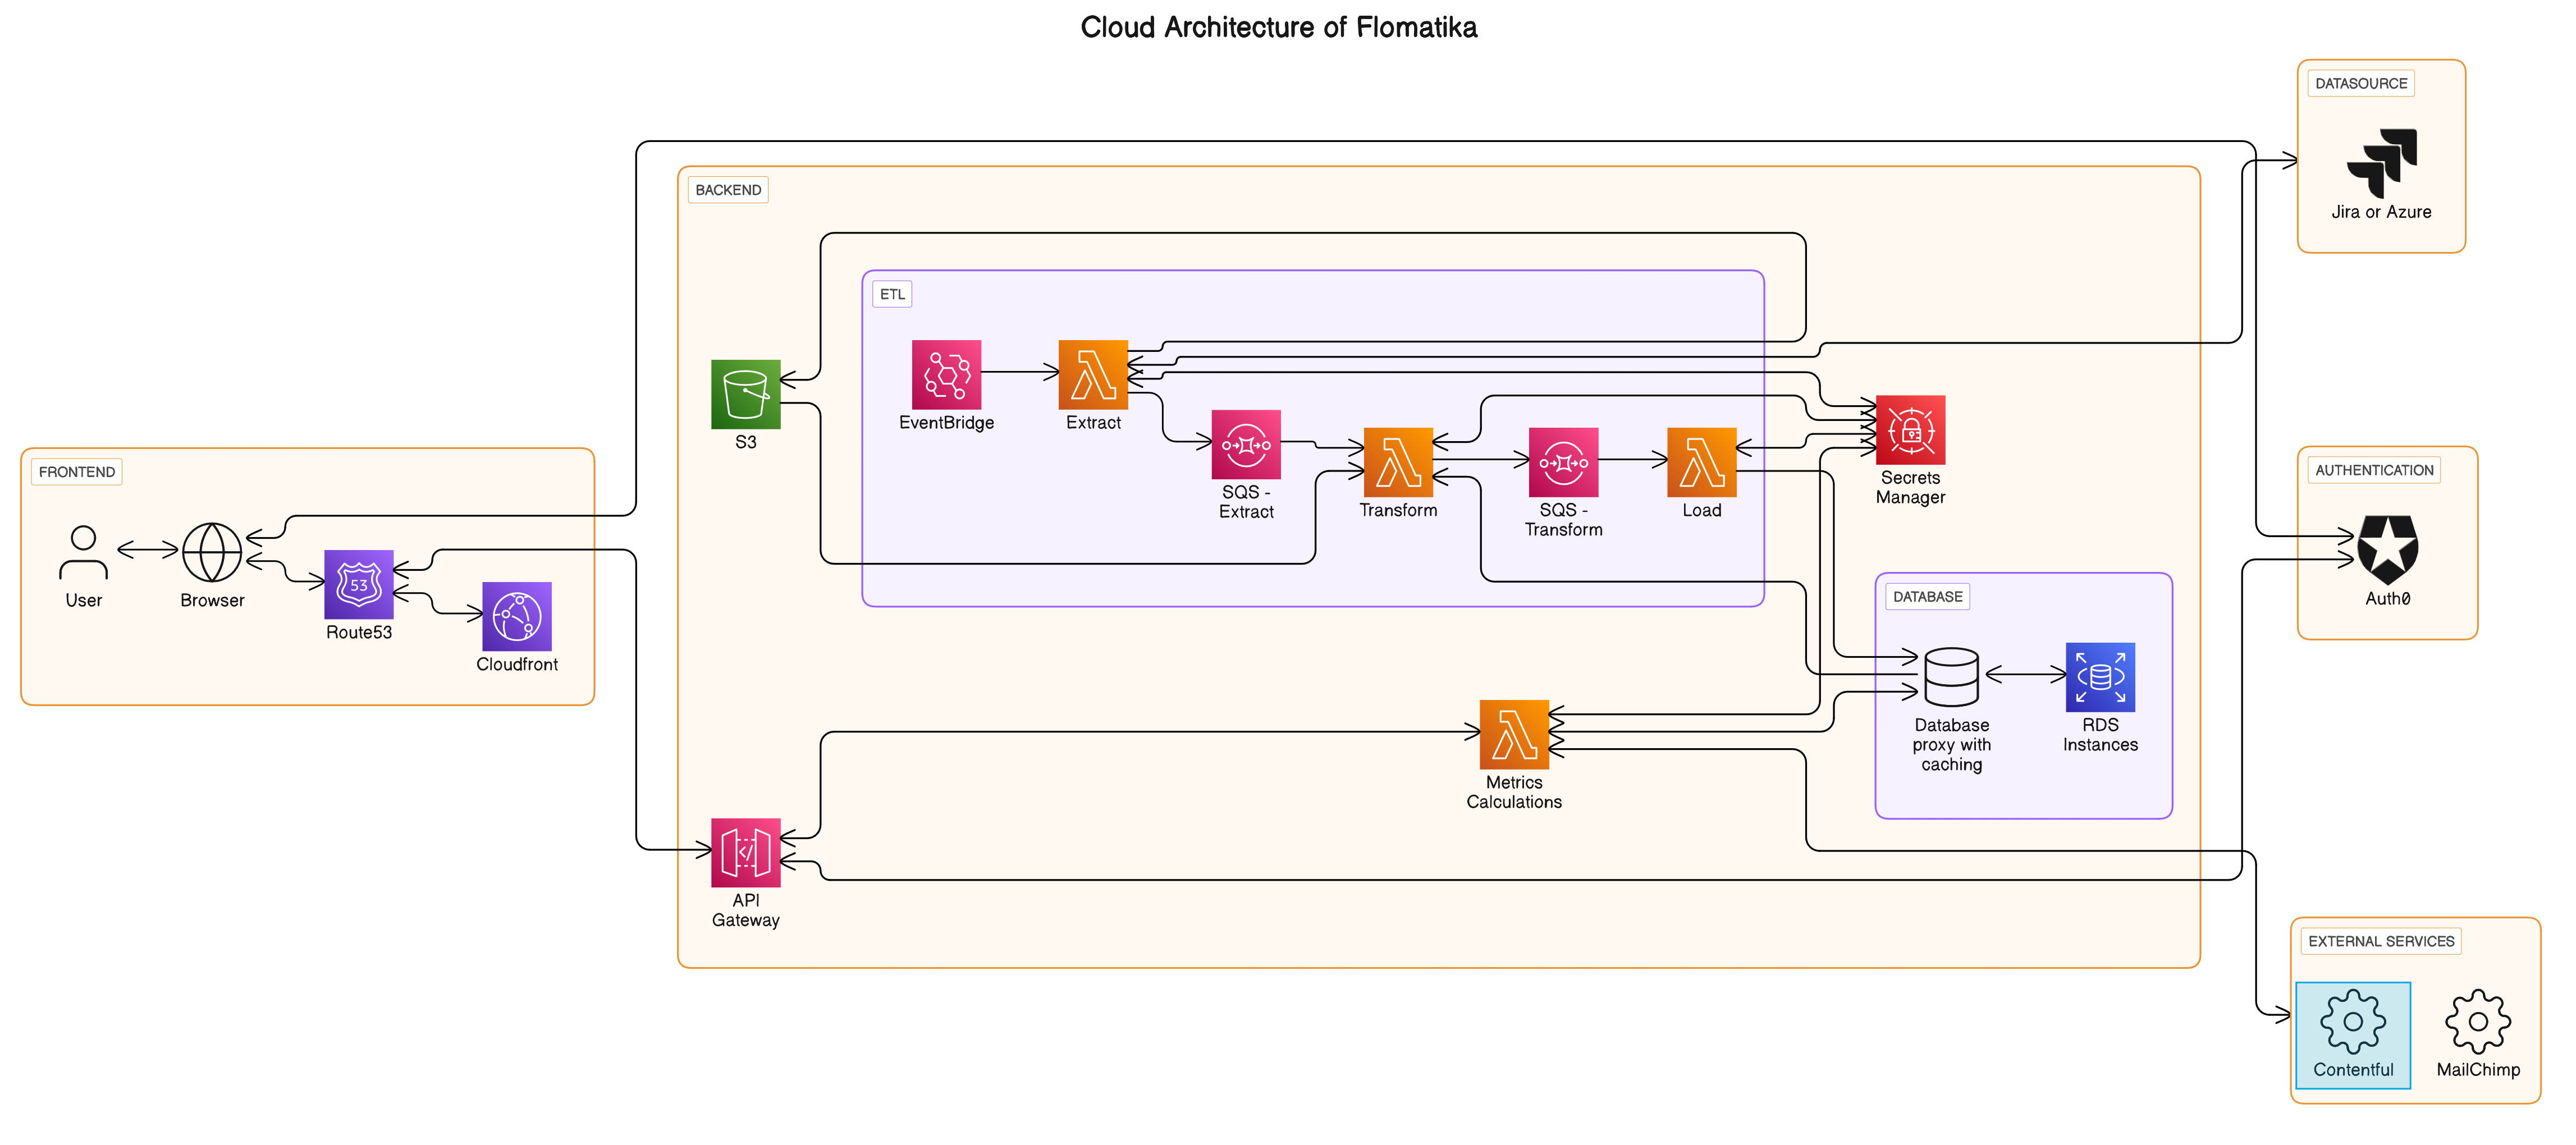 Cloud Architecture of Flomatika
DATASOURCE
Jira or Azure
BACKEND
ETL
EventBridge
Extract
S3
SQS -
Extract
Transform
SQS -
Transform
Load
Secrets
Manager
FRONTEND
User
Browser
53
Route53
Cloudfront
AUTHENTICATION
Auth0
DATABASE
Database
proxy with
caching
RDS
Instances
Metrics
Calculations
</>
API
Gateway
EXTERNAL SERVICES
Contentful
MailChimp